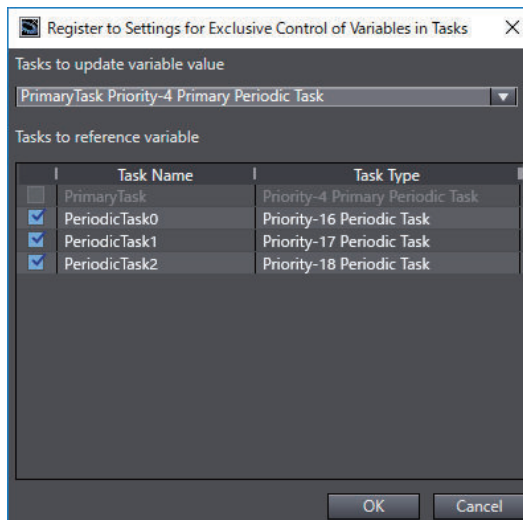 Register to Settings for Exclusive Control of Variables in Tasks
Tasks to update variable value
PrimaryTask Priority-4 Primary Periodic Task
Tasks to reference variable
Task Name Task Type
PrimaryTask Priority-4 Primary Periodic Task
PeriodicTask0 Priority-16 Periodic Task
PeriodicTask1 Priority-17 Periodic Task
PeriodicTask2 Priority-18 Periodic Task
OK Cancel